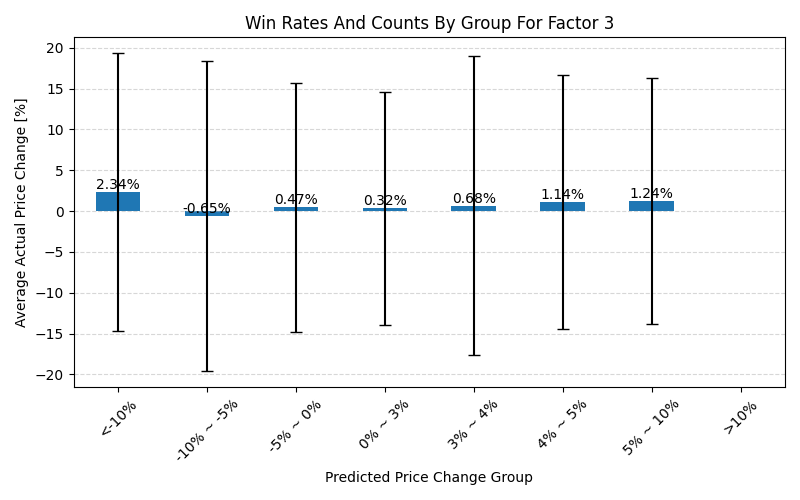 Win Rates And Counts By Group For Factor 3
Average Actual Price Change [%]
20
15
10
5
0
−5
−10
−15
−20
2.34%
-0.65%
0.47%
0.32%
0.68%
1.14%
1.24%
<-10%
-10% ~ -5%
-5% ~ 0%
0% ~ 3%
3% ~ 4%
4% ~ 5%
5% ~ 10%
>10%
Predicted Price Change Group